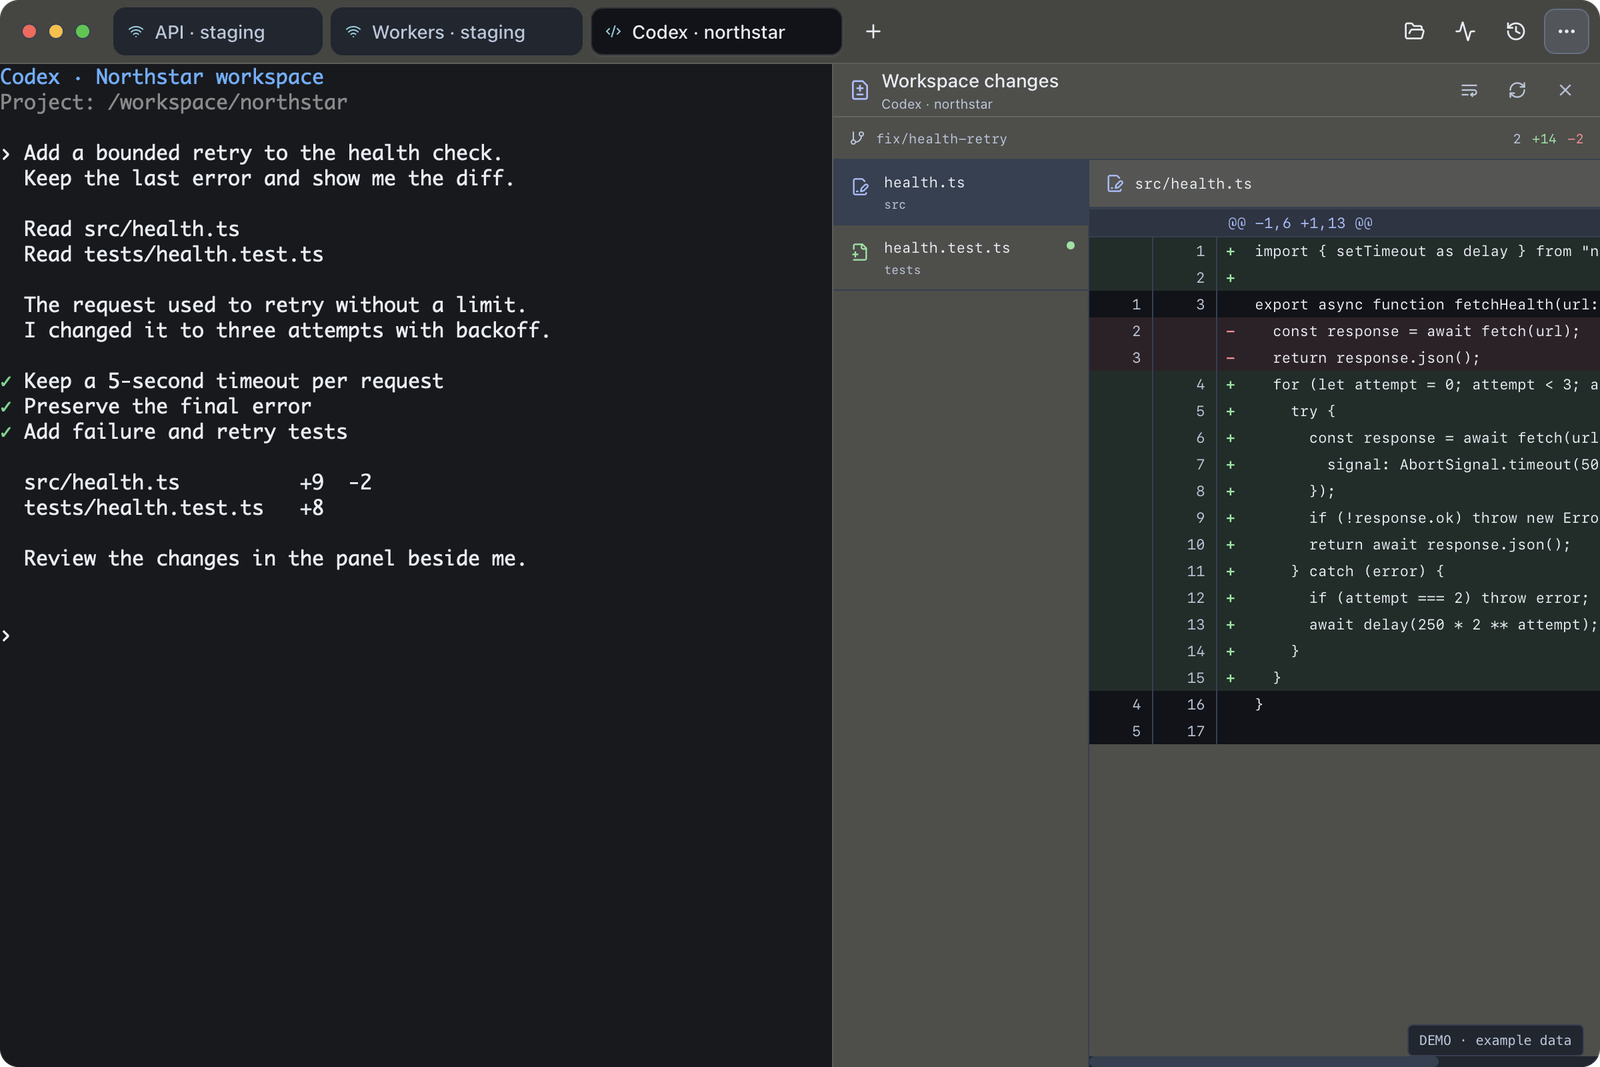 API · staging
Workers · staging
Codex · northstar
Codex · Northstar workspace
Project: /workspace/northstar
› Add a bounded retry to the health check.
Keep the last error and show me the diff.
Read src/health.ts
Read tests/health.test.ts
The request used to retry without a limit.
I changed it to three attempts with backoff.
✓ Keep a 5-second timeout per request
✓ Preserve the final error
✓ Add failure and retry tests
src/health.ts +9 -2
tests/health.test.ts +8
Review the changes in the panel beside me.
›
Workspace changes
Codex · northstar
fix/health-retry 2 +14 −2
health.ts
src
health.test.ts
tests
src/health.ts
@@ −1,6 +1,13 @@
1 + import { setTimeout as delay } from "n
2 +
1 3 export async function fetchHealth(url:
2 − const response = await fetch(url);
3 − return response.json();
4 + for (let attempt = 0; attempt < 3; a
5 + try {
6 + const response = await fetch(url
7 + signal: AbortSignal.timeout(50
8 + });
9 + if (!response.ok) throw new Erro
10 + return await response.json();
11 + } catch (error) {
12 + if (attempt === 2) throw error;
13 + await delay(250 * 2 ** attempt);
14 + }
15 + }
4 16 }
5 17
DEMO · example data